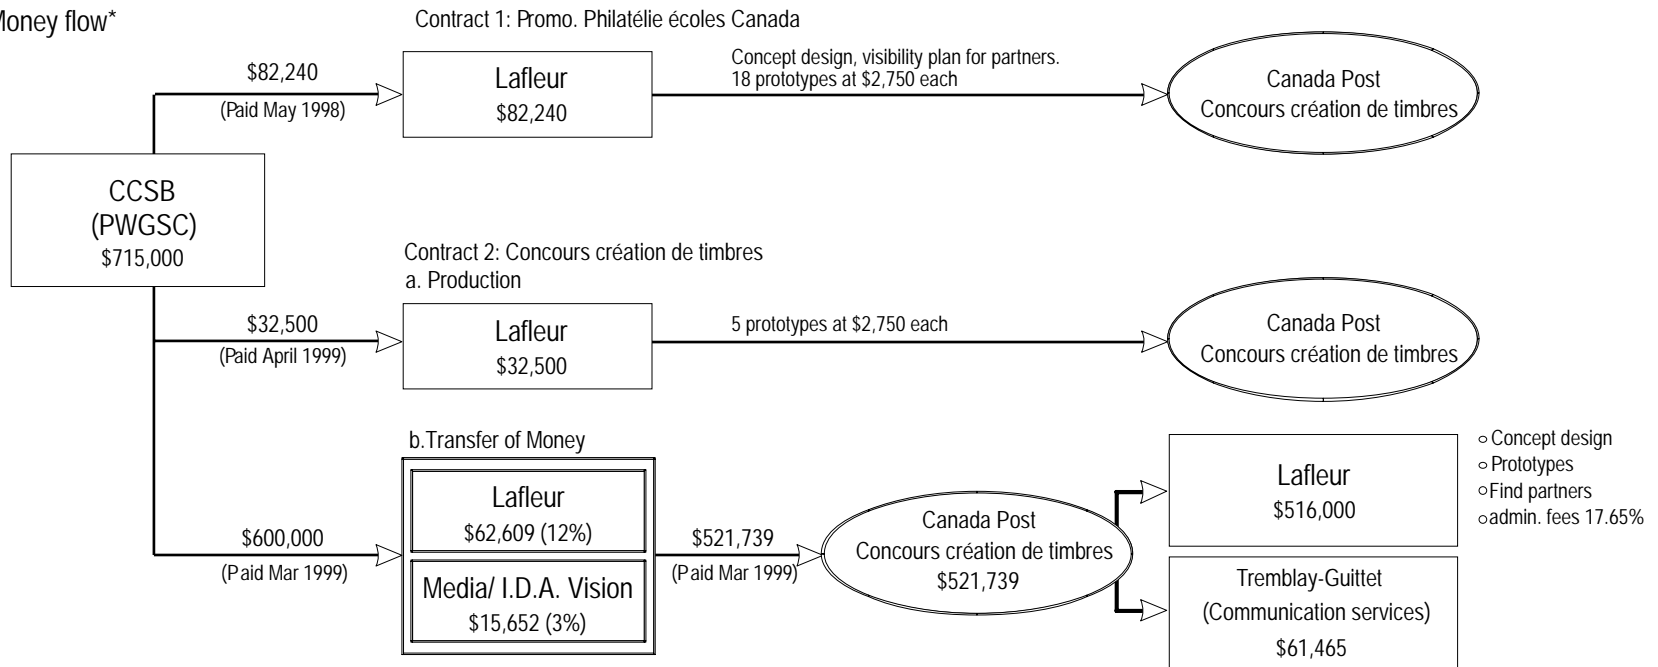 Money flow*
Contract 1: Promo. Philatélie écoles Canada
$82,240
(Paid May 1998)
Lafleur
$82,240
Concept design, visibility plan for partners.
18 prototypes at $2,750 each
Canada Post
Concours création de timbres
CCSB
(PWGSC)
$715,000
Contract 2: Concours création de timbres
a. Production
$32,500
(Paid April 1999)
Lafleur
$32,500
5 prototypes at $2,750 each
Canada Post
Concours création de timbres
b.Transfer of Money
$600,000
(Paid Mar 1999)
Lafleur
$62,609 (12%)
Media/ I.D.A. Vision
$15,652 (3%)
$521,739
(Paid Mar 1999)
Canada Post
Concours création de timbres
$521,739
Lafleur
$516,000
Concept design
Prototypes
Find partners
admin. fees 17.65%
Tremblay-Guittet
(Communication services)
$61,465